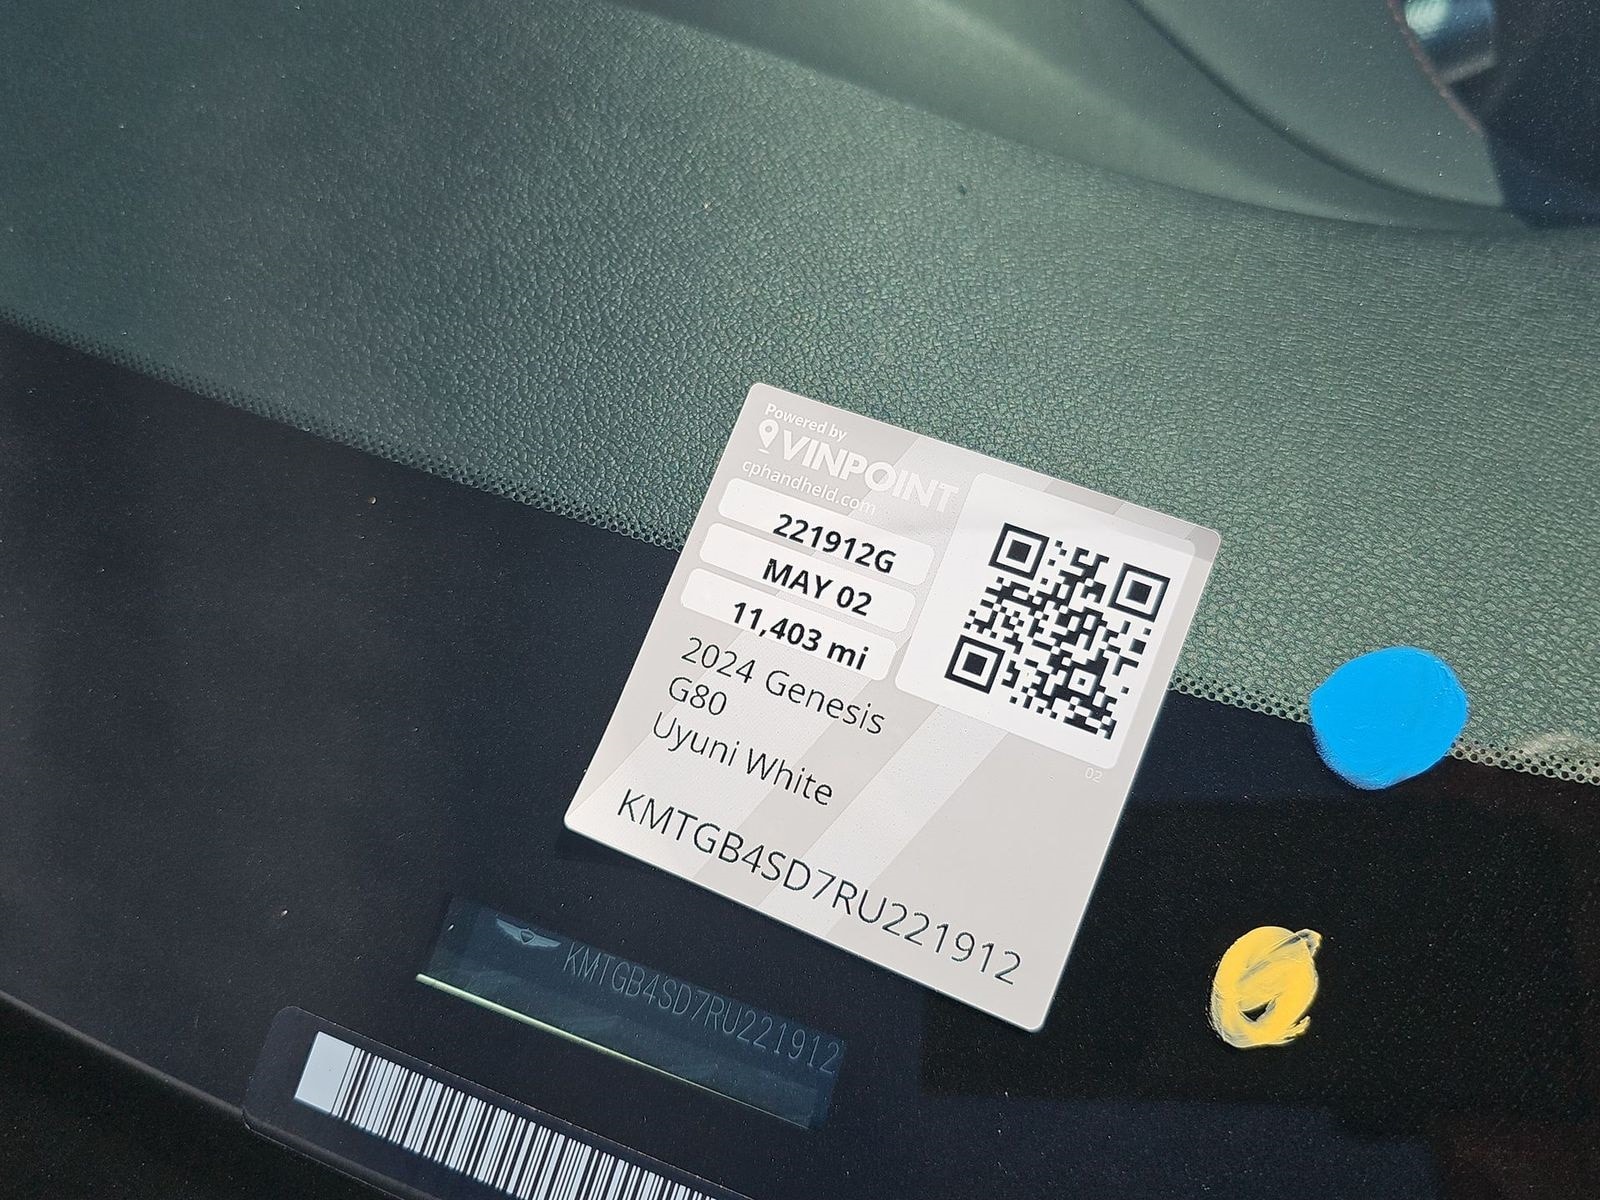 Powered by
VINPOINT
cphandheld.com
221912G
MAY 02
11,403 mi
2024 Genesis
G80
Uyuni White
KMTGB4SD7RU221912
02
KMTGB4SD7RU221912